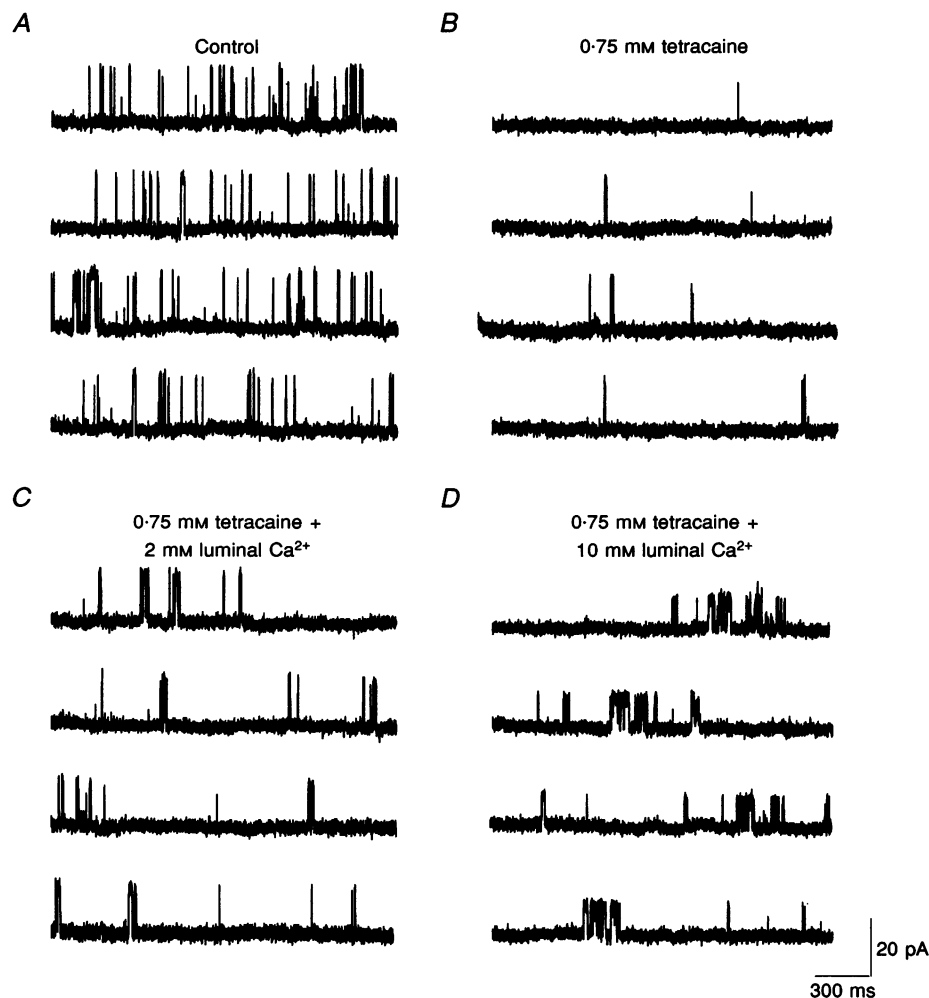 A
Control
B
0·75 mM tetracaine
C
0·75 mM tetracaine +
2 mM luminal Ca²⁺
D
0·75 mM tetracaine +
10 mM luminal Ca²⁺
20 pA
300 ms